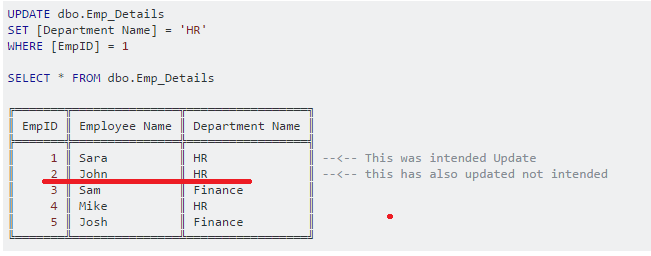 UPDATE dbo.Emp_Details
SET [Department Name] = 'HR'
WHERE [EmpID] = 1
SELECT * FROM dbo.Emp_Details
EmpID Employee Name Department Name
1 Sara HR --<-- This was intended Update
2 John HR --<-- this has also updated not intended
3 Sam Finance
4 Mike HR
5 Josh Finance